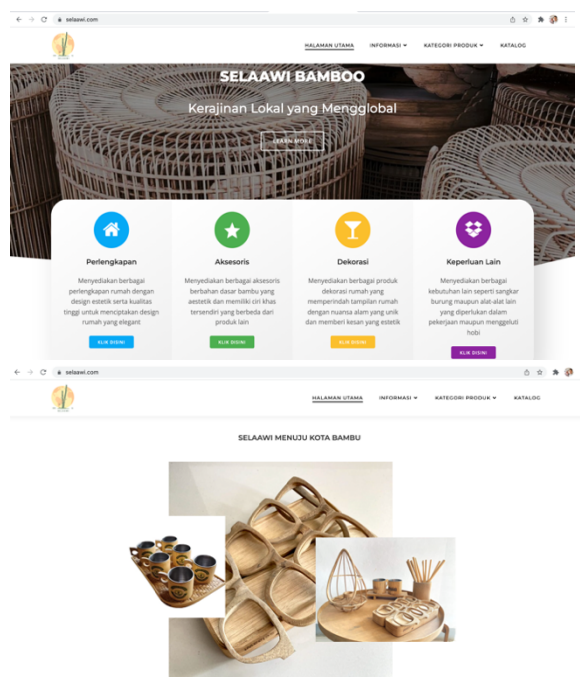 selaawi.com
HALAMAN UTAMA INFORMASI KATEGORI PRODUK KATALOG
SELAAWI BAMBOO
Kerajinan Lokal yang Mengglobal
LEARN MORE
Perlengkapan
Menyediakan berbagai
perlengkapan rumah dengan
design estetik serta kualitas
tinggi untuk menciptakan design
rumah yang elegant
KLIK DISINI
Aksesoris
Menyediakan berbagai aksesoris
berbahan dasar bambu yang
aestetik dan memiliki ciri khas
tersendiri yang berbeda dari
produk lain
KLIK DISINI
Dekorasi
Menyediakan berbagai produk
dekorasi rumah yang
memperindah tampilan rumah
dengan nuansa alam yang unik
dan memberi kesan yang estetik
KLIK DISINI
Keperluan Lain
Menyediakan berbagai
kebutuhan lain seperti sangkar
burung maupun alat-alat lain
yang diperlukan dalam
pekerjaan maupun menggeluti
hobi
KLIK DISINI
selaawi.com
HALAMAN UTAMA INFORMASI KATEGORI PRODUK KATALOG
SELAAWI MENUJU KOTA BAMBU